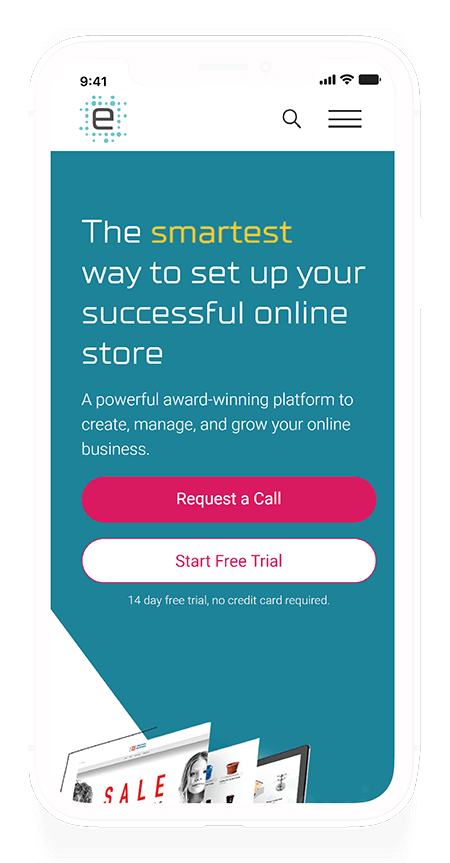 9:41
e
The smartest
way to set up your
successful online
store
A powerful award-winning platform to
create, manage, and grow your online
business.
Request a Call
Start Free Trial
14 day free trial, no credit card required.
SALE